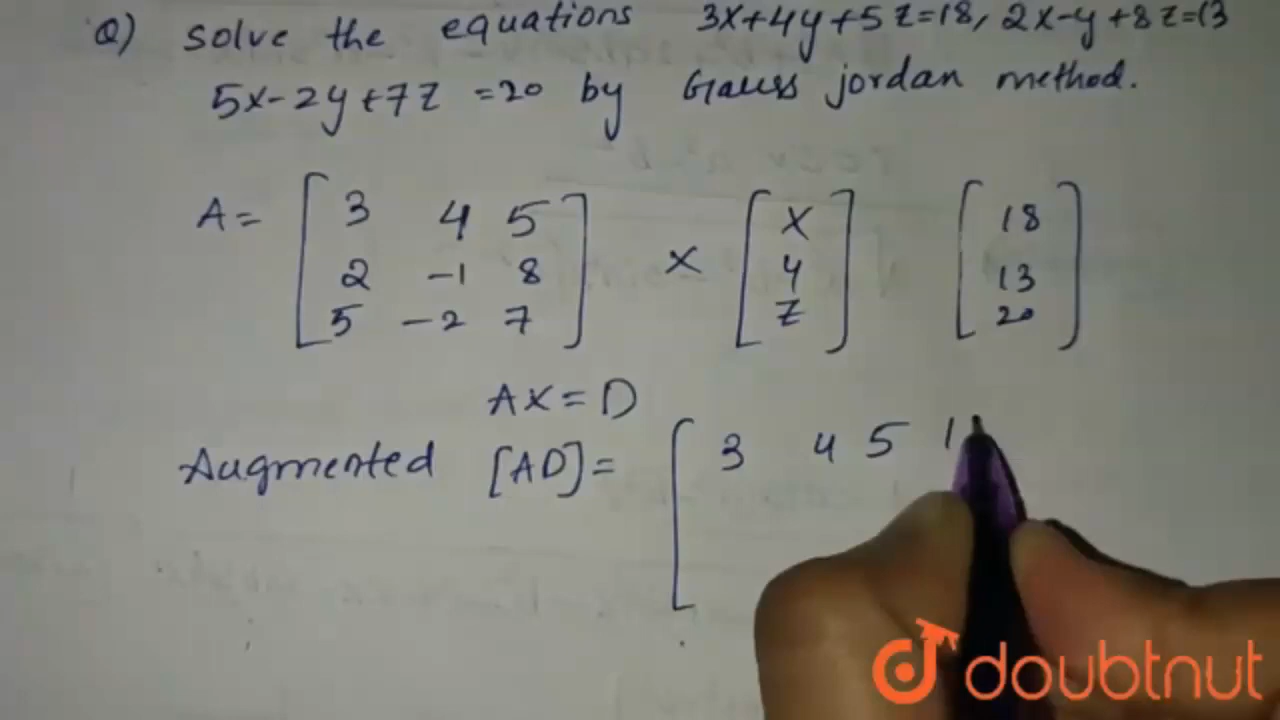 Q) solve the equations 3x+4y+5z=18, 2x-y+8z=13
5x-2y+7z =20 by Gauss jordan method.
A= [ 3 4 5 ] × [ x ] [ 18 ]
2 -1 8 y 13
5 -2 7 z 20
AX=D
Augmented [AD]= [ 3 4 5 1
doubtnut